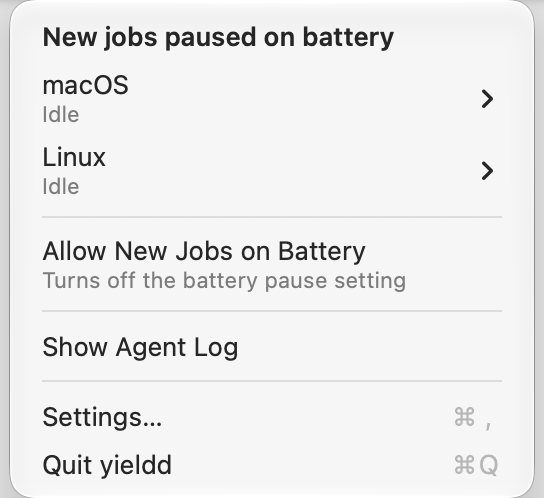 New jobs paused on battery
macOS
Idle
Linux
Idle
Allow New Jobs on Battery
Turns off the battery pause setting
Show Agent Log
Settings... ⌘ ,
Quit yieldd ⌘Q